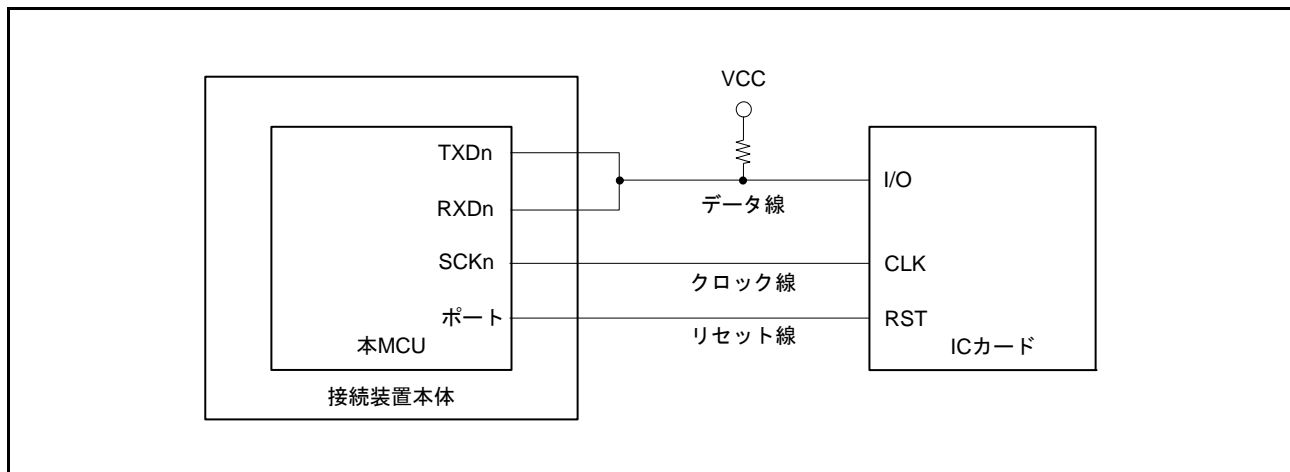 VCC
TXDn
I/O
データ線
RXDn
SCKn
CLK
クロック線
ポート
RST
リセット線
本MCU
ICカード
接続装置本体